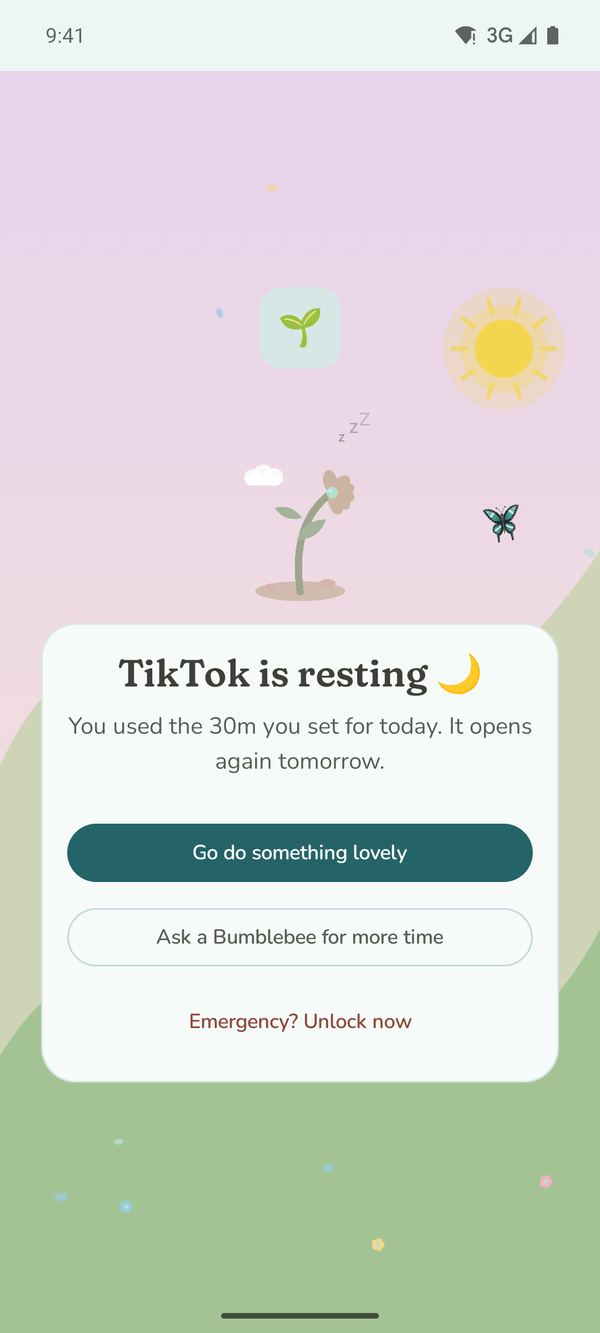 9:41
3G
z z Z
TikTok is resting 🌙
You used the 30m you set for today. It opens
again tomorrow.
Go do something lovely
Ask a Bumblebee for more time
Emergency? Unlock now